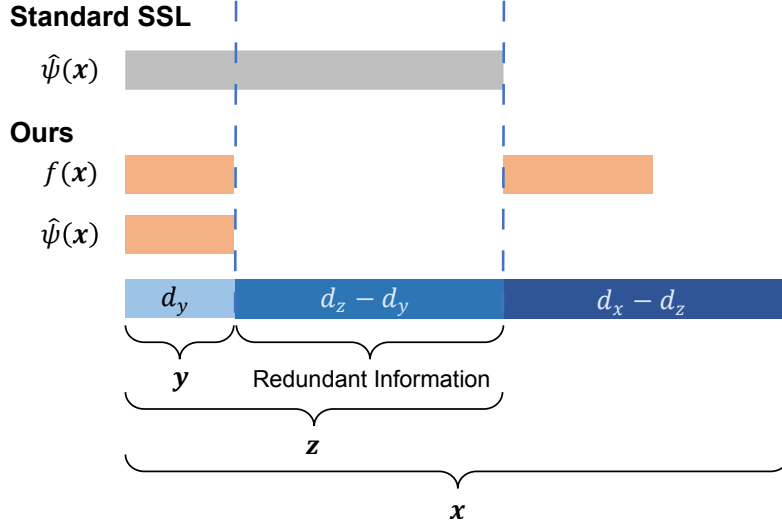 Standard SSL
ψ̂(x)
Ours
f(x)
ψ̂(x)
d_y d_z − d_y d_x − d_z
y Redundant Information
z
x